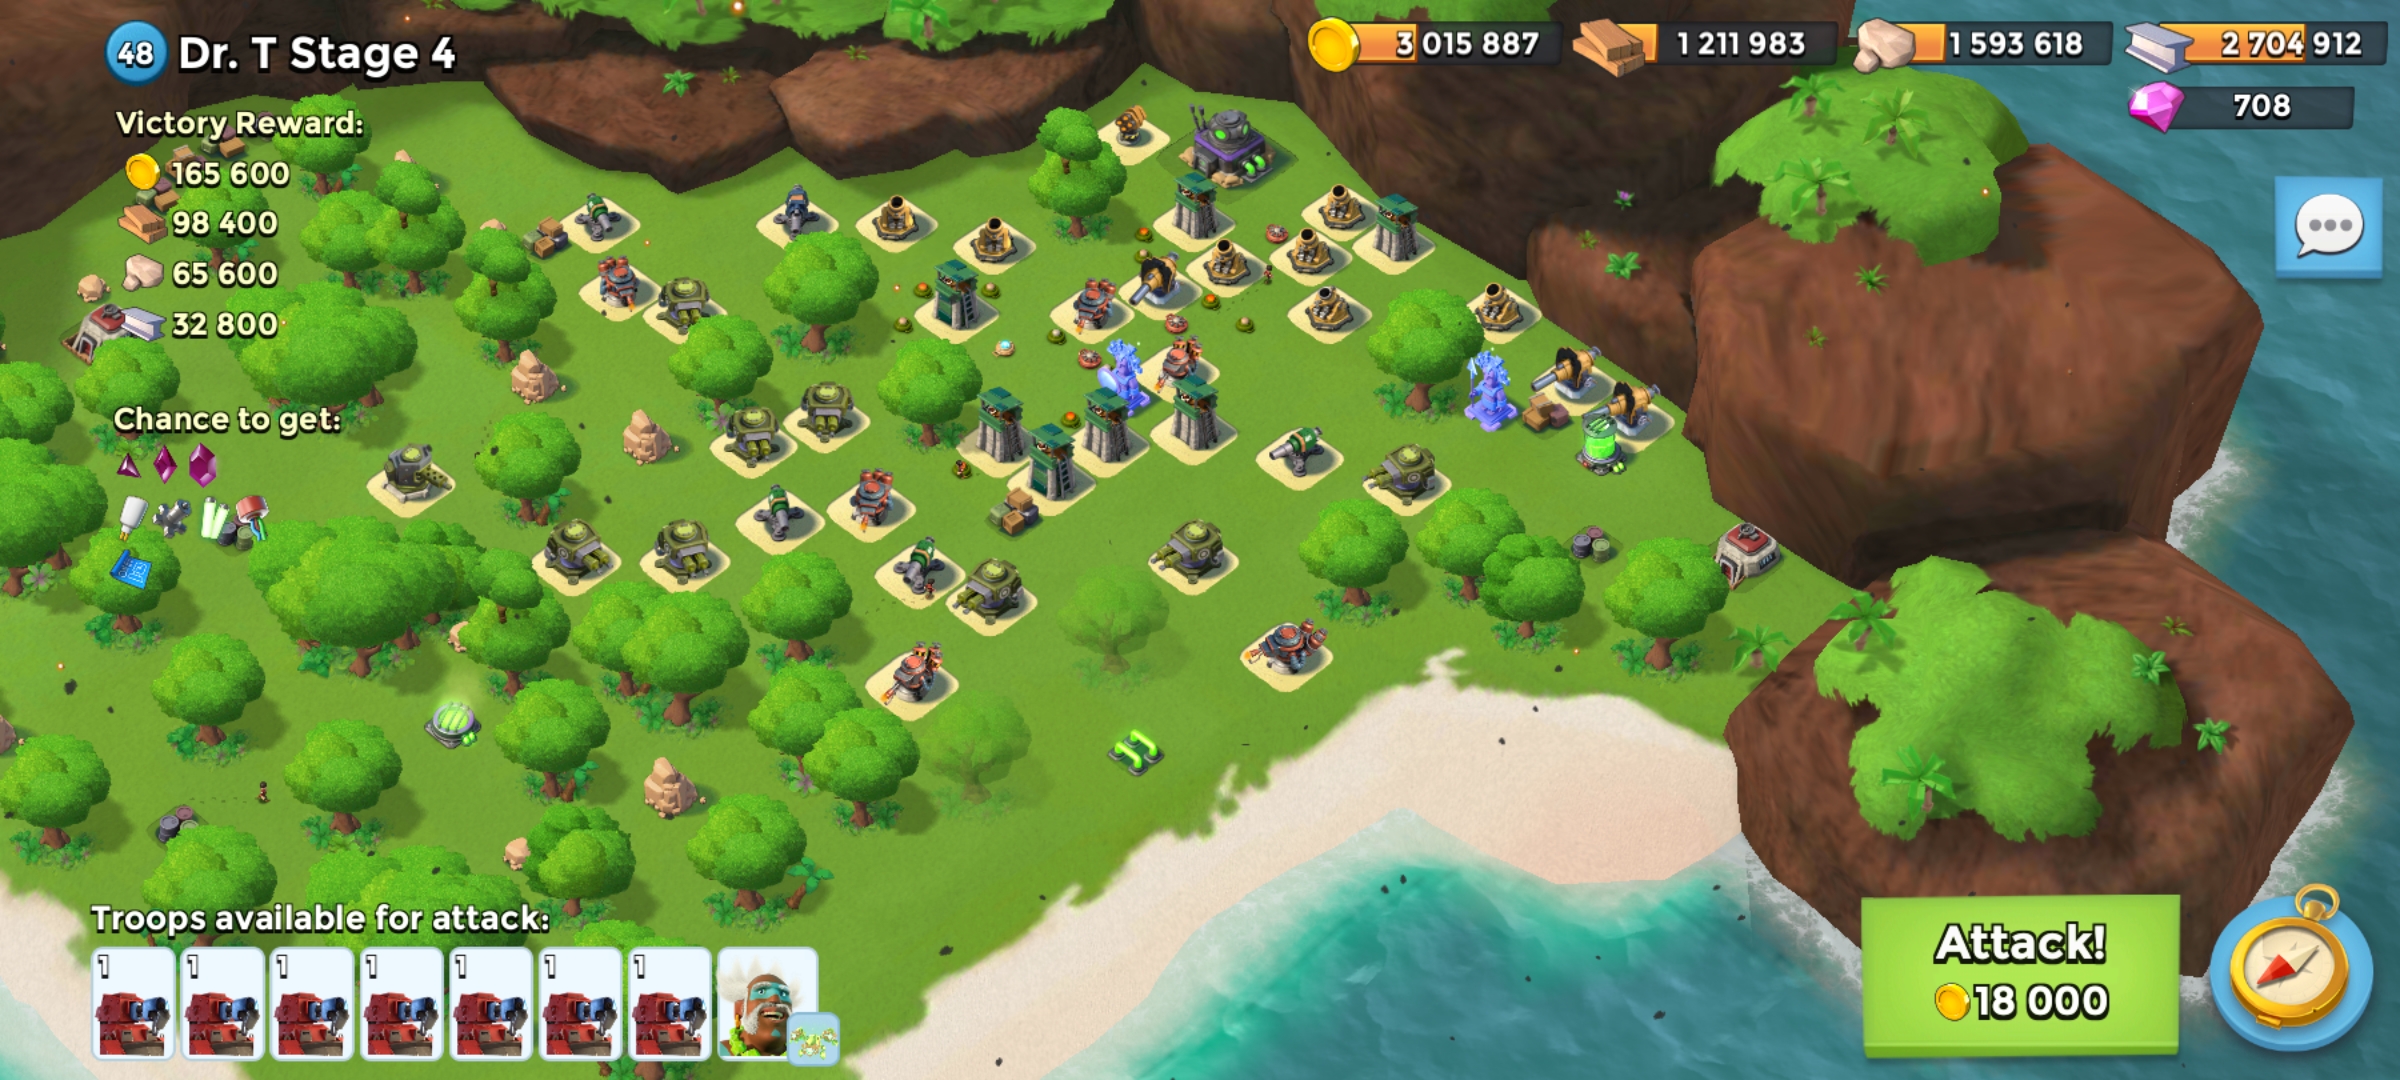 48 Dr. T Stage 4
3 015 887
1 211 983
1 593 618
2 704 912
708
Victory Reward:
165 600
98 400
65 600
32 800
Chance to get:
Troops available for attack:
1 1 1 1 1 1 1
Attack!
18 000